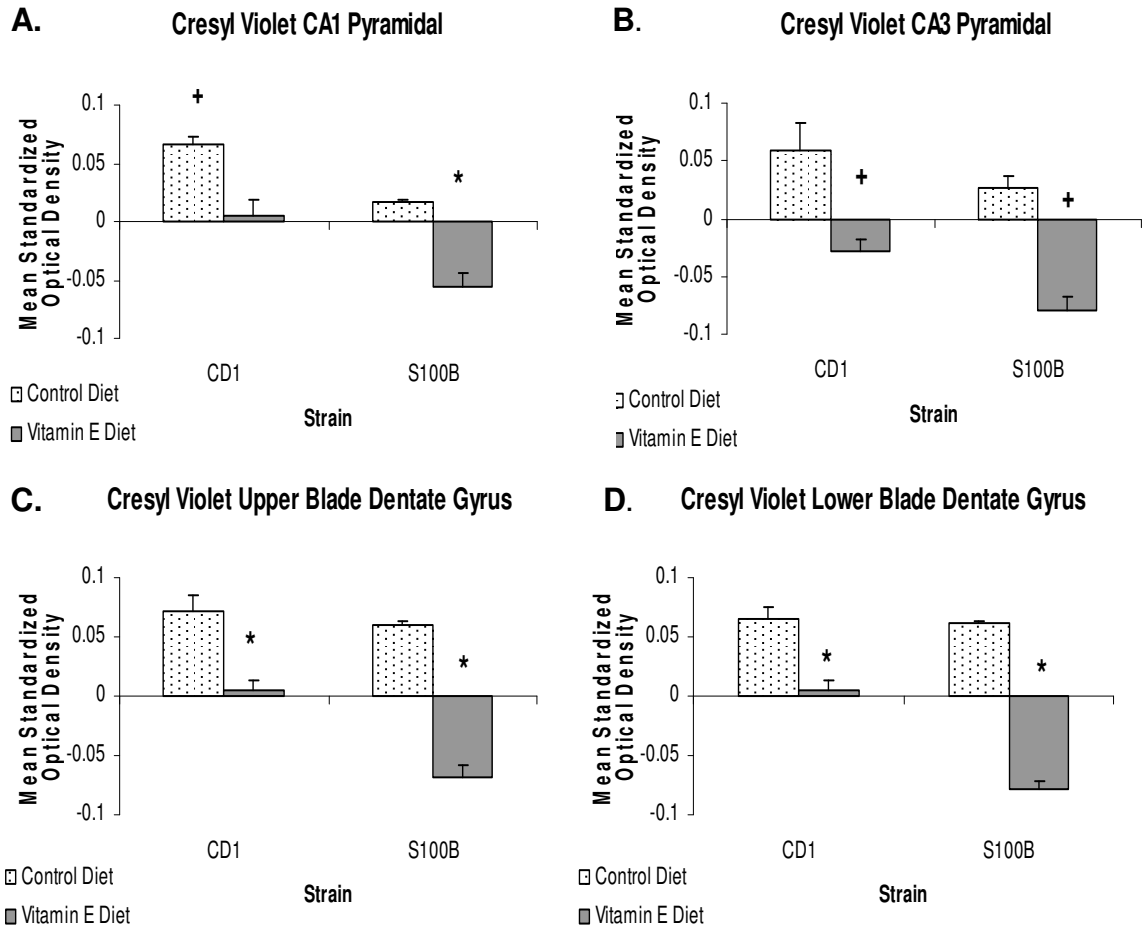 A. Cresyl Violet CA1 Pyramidal
Mean Standardized
Optical Density
0.1
0.05
0
-0.05
-0.1
+
*
CD1 S100B
Control Diet
Vitamin E Diet
Strain
B. Cresyl Violet CA3 Pyramidal
Mean Standardized
Optical Density
0.1
0.05
0
-0.05
-0.1
+
+
CD1 S100B
Control Diet
Vitamin E Diet
Strain
C. Cresyl Violet Upper Blade Dentate Gyrus
Mean Standardized
Optical Density
0.1
0.05
0
-0.05
-0.1
*
*
CD1 S100B
Control Diet
Vitamin E Diet
Strain
D. Cresyl Violet Lower Blade Dentate Gyrus
Mean Standardized
Optical Density
0.1
0.05
0
-0.05
-0.1
*
*
CD1 S100B
Control Diet
Vitamin E Diet
Strain